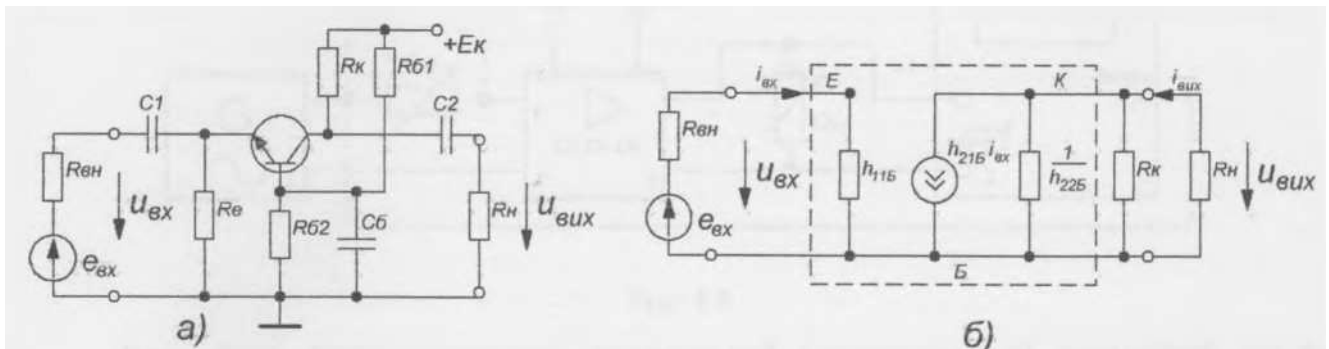 +Eк
Rк
Rб1
C1
C2
Rвн
uвх
Rе
Rб2
Cб
Rн
uвих
eвх
а)
iвх
E
К
iвих
Rвн
uвх
h11Б
h21Б iвх
1
h22Б
Rк
Rн
uвих
eвх
Б
б)